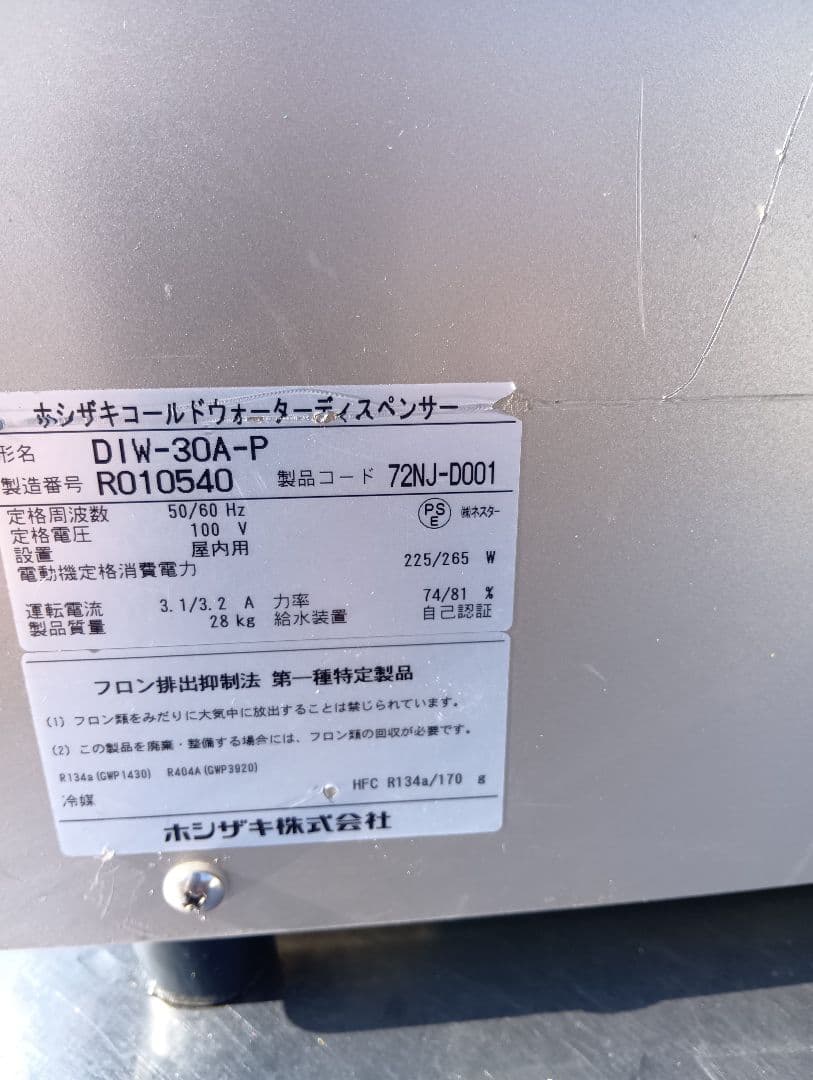 ホシザキコールドウォーターディスペンサー
形名 DIW-30A-P
製造番号 R010540 製品コード 72NJ-D001
定格周波数 50/60 Hz PS E ㈱ネスター
定格電圧 100 V
設置 屋内用
電動機定格消費電力 225/265 W
運転電流 3.1/3.2 A 力率 74/81 %
製品質量 28 kg 給水装置 自己認証
フロン排出抑制法 第一種特定製品
(1) フロン類をみだりに大気中に放出することは禁じられています。
(2) この製品を廃棄・整備する場合には、フロン類の回収が必要です。
R134a(GWP1430) R404A(GWP3920)
冷媒 HFC R134a/170 g
ホシザキ株式会社